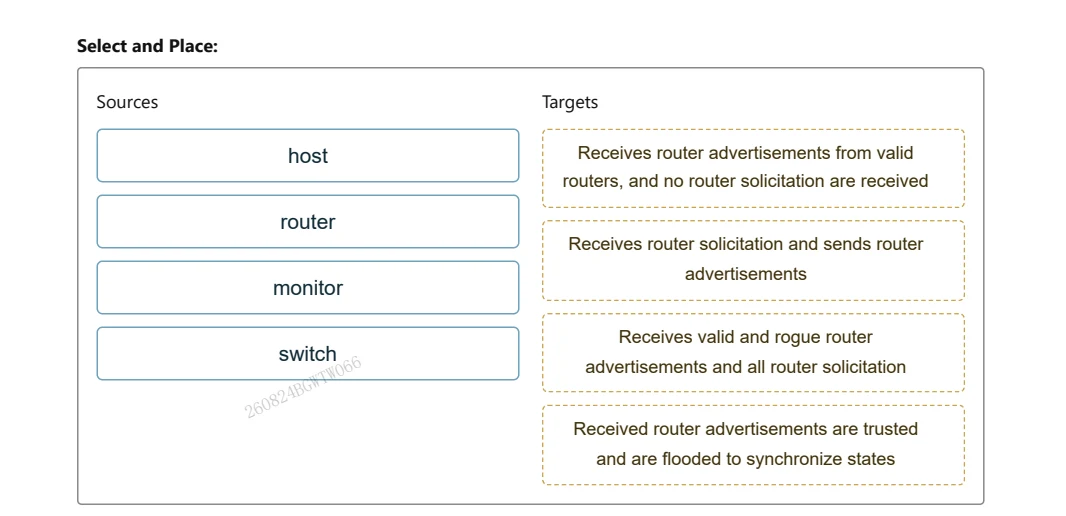 Select and Place:
Sources
Targets
host
router
monitor
switch
Receives router advertisements from valid
routers, and no router solicitation are received
Receives router solicitation and sends router
advertisements
Receives valid and rogue router
advertisements and all router solicitation
Received router advertisements are trusted
and are flooded to synchronize states
260824BGWTW066